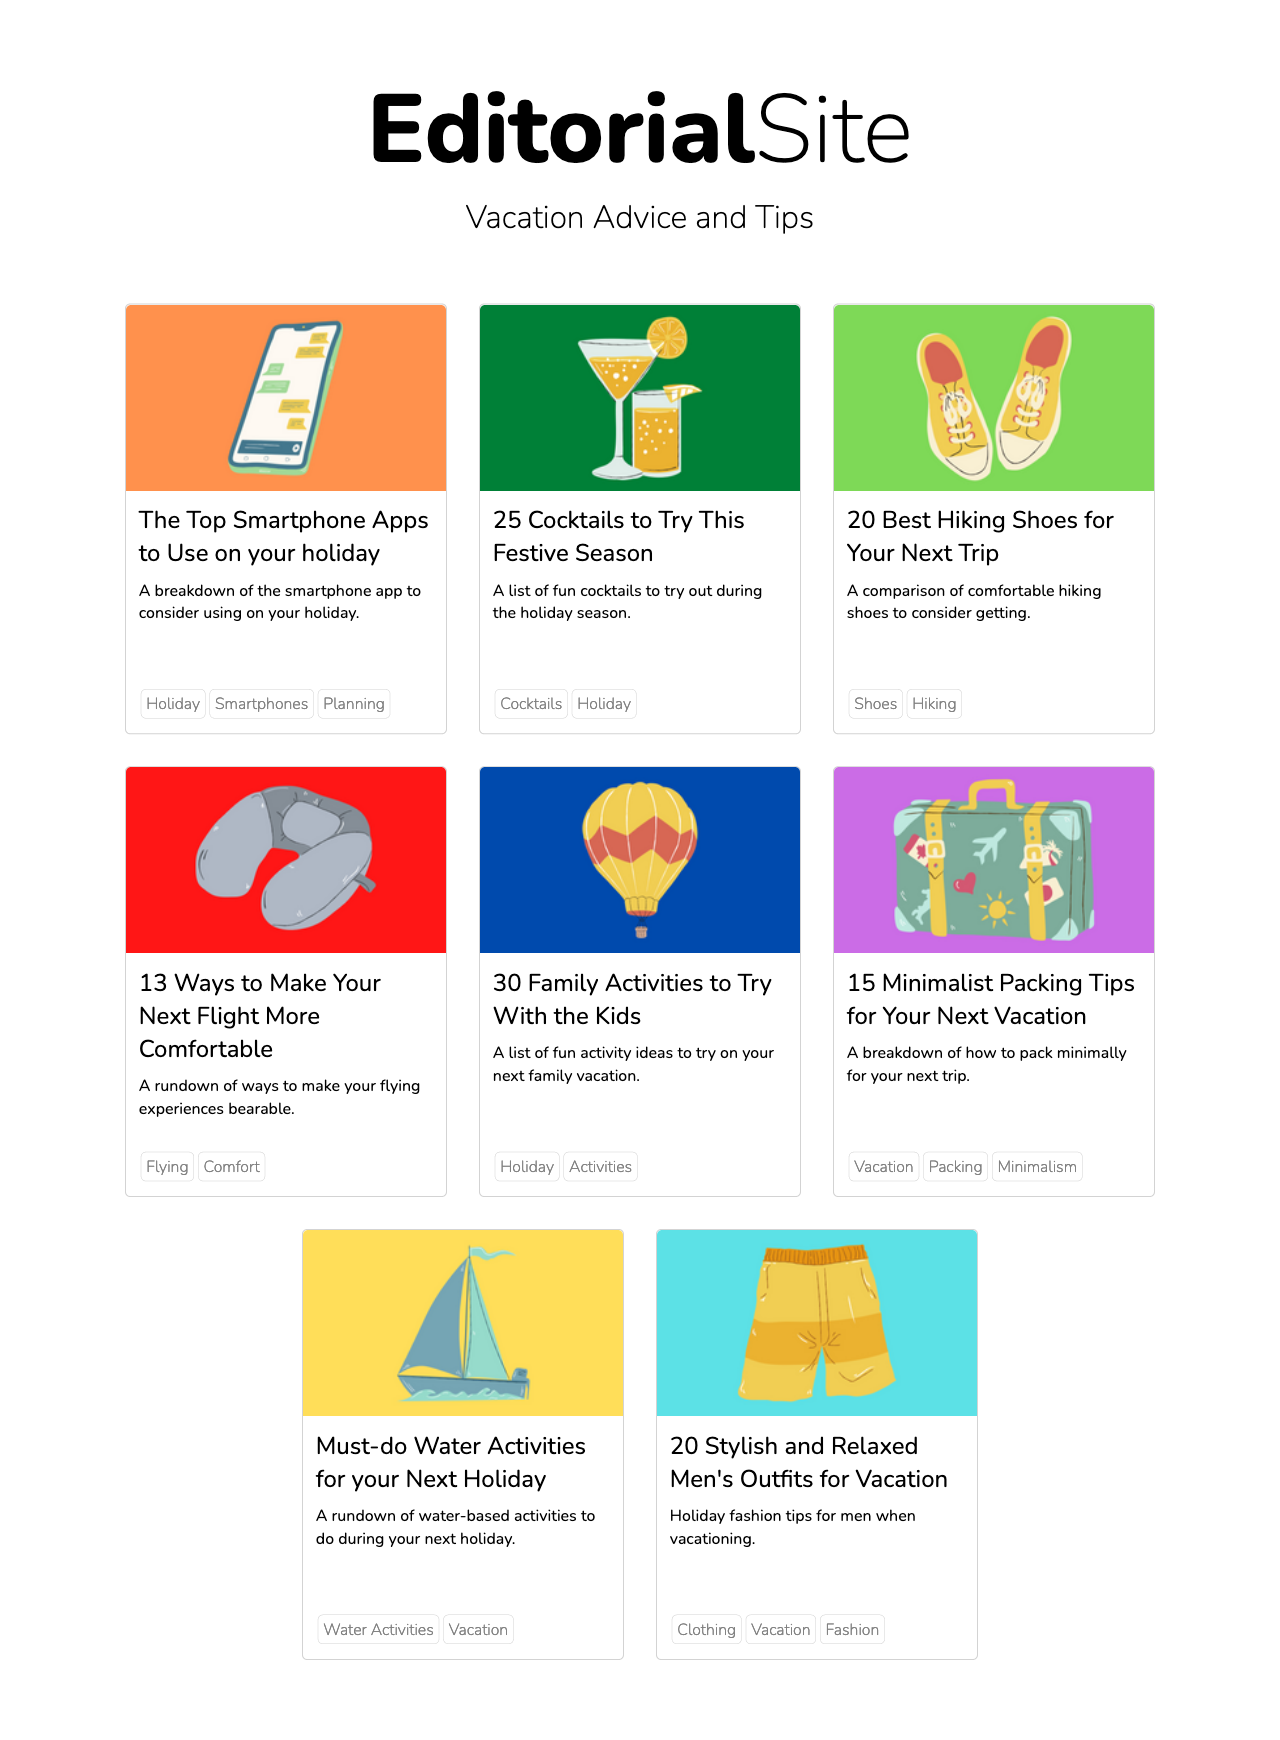 EditorialSite
Vacation Advice and Tips
The Top Smartphone Apps
to Use on your holiday
A breakdown of the smartphone app to
consider using on your holiday.
Holiday Smartphones Planning
25 Cocktails to Try This
Festive Season
A list of fun cocktails to try out during
the holiday season.
Cocktails Holiday
20 Best Hiking Shoes for
Your Next Trip
A comparison of comfortable hiking
shoes to consider getting.
Shoes Hiking
13 Ways to Make Your
Next Flight More
Comfortable
A rundown of ways to make your flying
experiences bearable.
Flying Comfort
30 Family Activities to Try
With the Kids
A list of fun activity ideas to try on your
next family vacation.
Holiday Activities
15 Minimalist Packing Tips
for Your Next Vacation
A breakdown of how to pack minimally
for your next trip.
Vacation Packing Minimalism
Must-do Water Activities
for your Next Holiday
A rundown of water-based activities to
do during your next holiday.
Water Activities Vacation
20 Stylish and Relaxed
Men's Outfits for Vacation
Holiday fashion tips for men when
vacationing.
Clothing Vacation Fashion